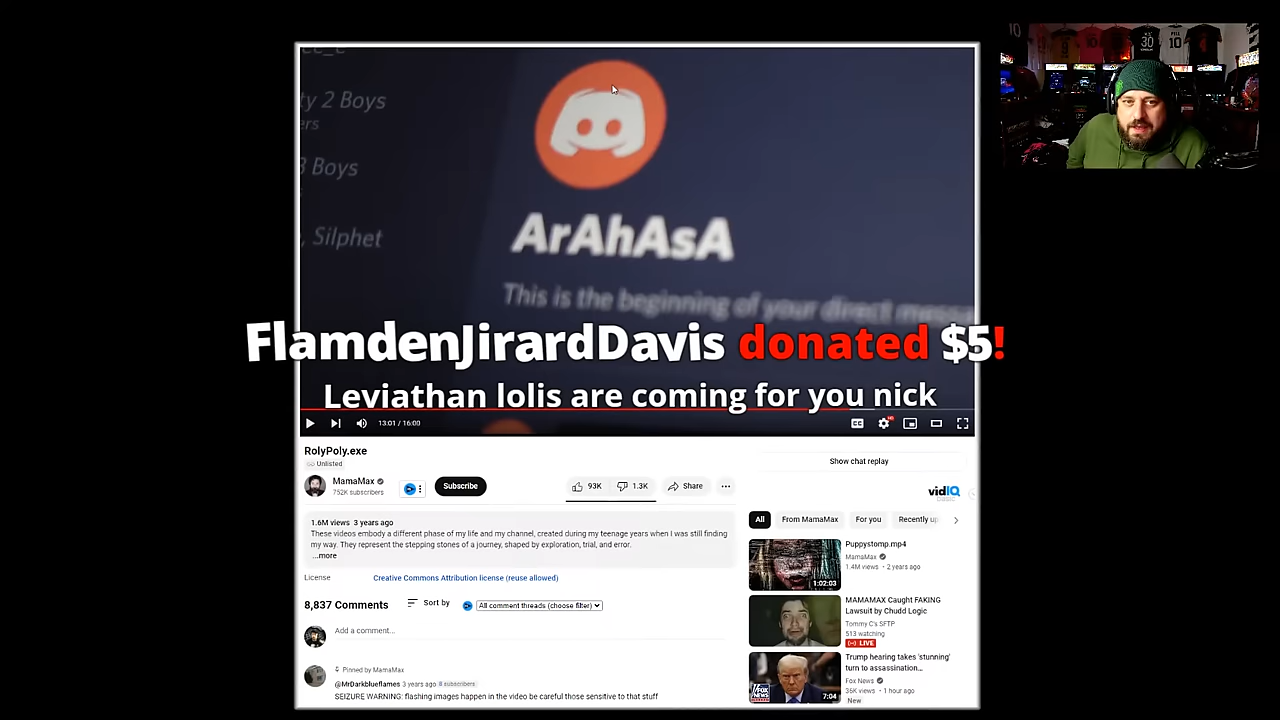 ty 2 Boys
ers
3 Boys
, Silphet
ArAhAsA
This is the beginning of your direct mess
FlamdenJirardDavis donated $5!
Leviathan lolis are coming for you nick
13:01 / 16:00
RolyPoly.exe
Unlisted
MamaMax
752K subscribers
Subscribe
93K
1.3K
Share
Show chat replay
vidIQ
1.6M views 3 years ago
These videos embody a different phase of my life and my channel, created during my teenage years when I was still finding
my way. They represent the stepping stones of a journey, shaped by exploration, trial, and error.
...more
License
Creative Commons Attribution license (reuse allowed)
8,837 Comments
Sort by
All comment threads (choose filter)
Add a comment...
Pinned by MamaMax
@MrDarkblueflames 3 years ago 8 subscribers
SEIZURE WARNING: flashing images happen in the video be careful those sensitive to that stuff
All
From MamaMax
For you
Recently up
Puppystomp.mp4
MamaMax
1.4M views • 2 years ago
1:02:03
MAMAMAX Caught FAKING
Lawsuit by Chudd Logic
Tommy C's SFTP
513 watching
LIVE
Trump hearing takes 'stunning'
turn to assassination...
Fox News
35K views • 1 hour ago
New
7:04
FOX
NEWS